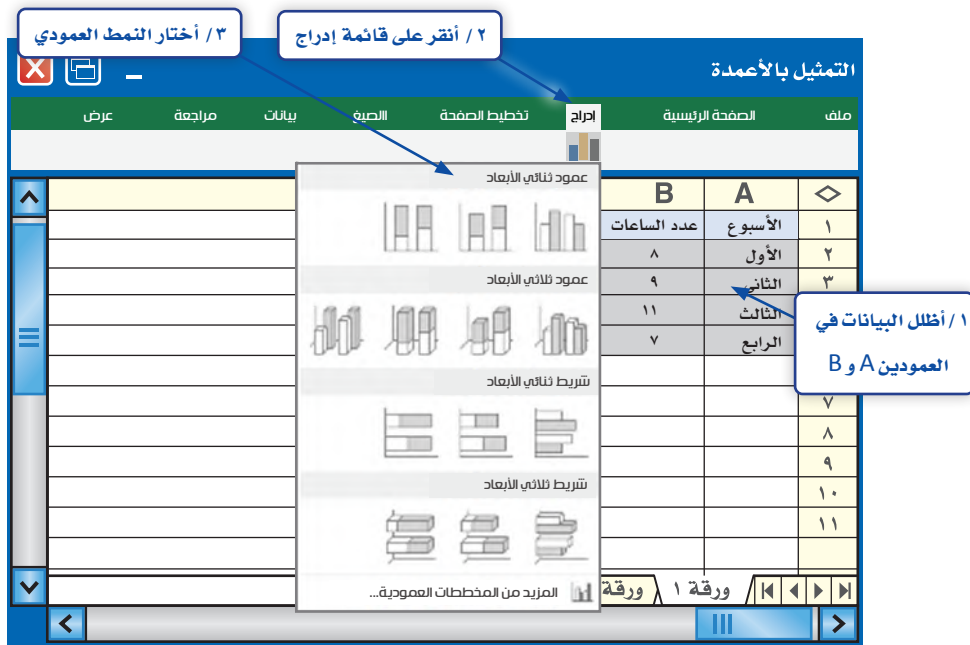 ٢ / أنقر على قائمة إدراج
٣ / أختار النمط العمودي
التمثيل بالأعمدة
ملف الصفحة الرئيسية إدراج تخطيط الصفحة االصيغ بيانات مراجعة عرض
عمود ثنائي الأبعاد
عمود ثلاثي الأبعاد
شريط ثنائي الأبعاد
شريط ثلاثي الأبعاد
المزيد من المخططات العمودية...
A B
١ الأسبوع عدد الساعات
٢ الأول ٨
٣ الثاني ٩
الثالث ١١
الرابع ٧
٧
٨
٩
١٠
١١
١ / أظلل البيانات في
العمودين A و B
ورقة ١ ورقة